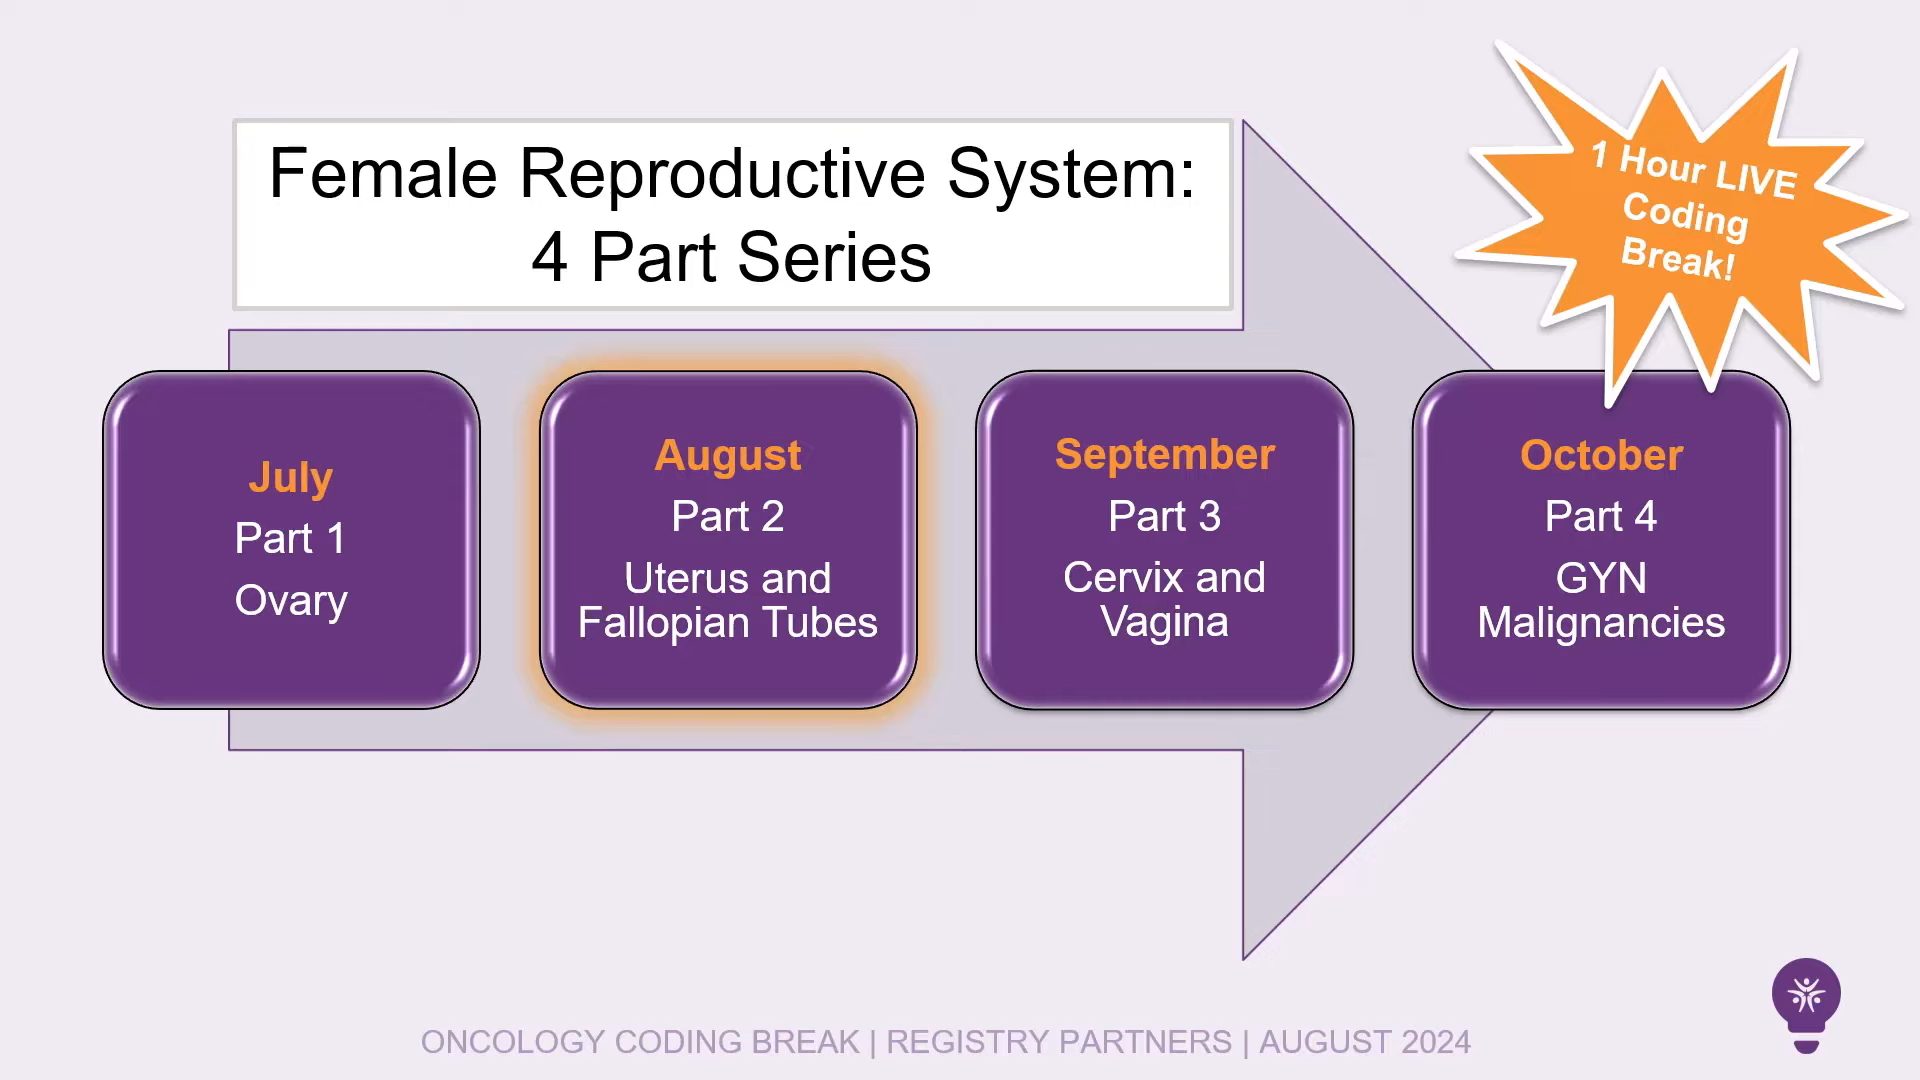 Female Reproductive System:
4 Part Series
1 Hour LIVE
Coding
Break!
July
Part 1
Ovary
August
Part 2
Uterus and
Fallopian Tubes
September
Part 3
Cervix and
Vagina
October
Part 4
GYN
Malignancies
ONCOLOGY CODING BREAK | REGISTRY PARTNERS | AUGUST 2024